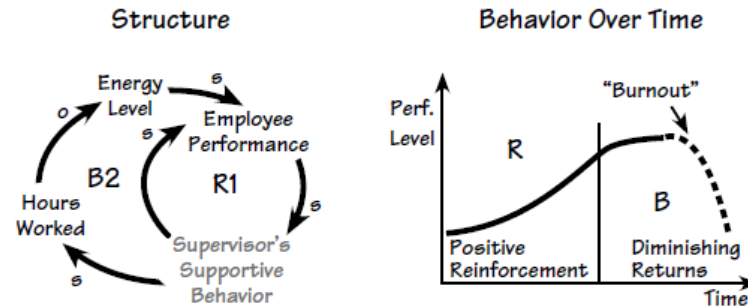 Structure
Behavior Over Time
Energy
Level
s
o
s
Employee
Performance
B2
R1
Hours
Worked
s
Supervisor's
Supportive
Behavior
s
Perf.
Level
"Burnout"
R
B
Positive
Reinforcement
Diminishing
Returns
Time